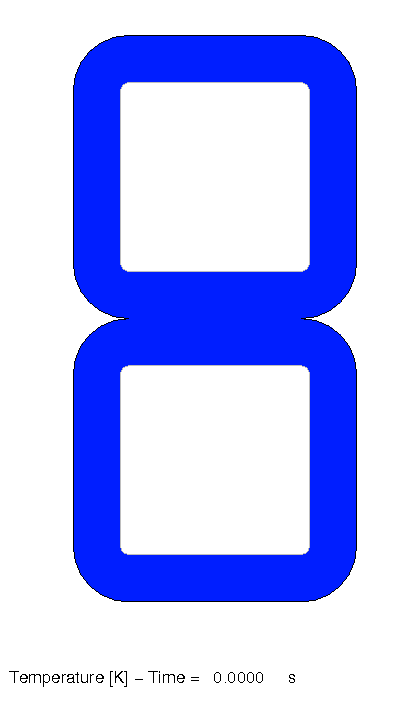 Temperature [K] – Time = 0.0000 s